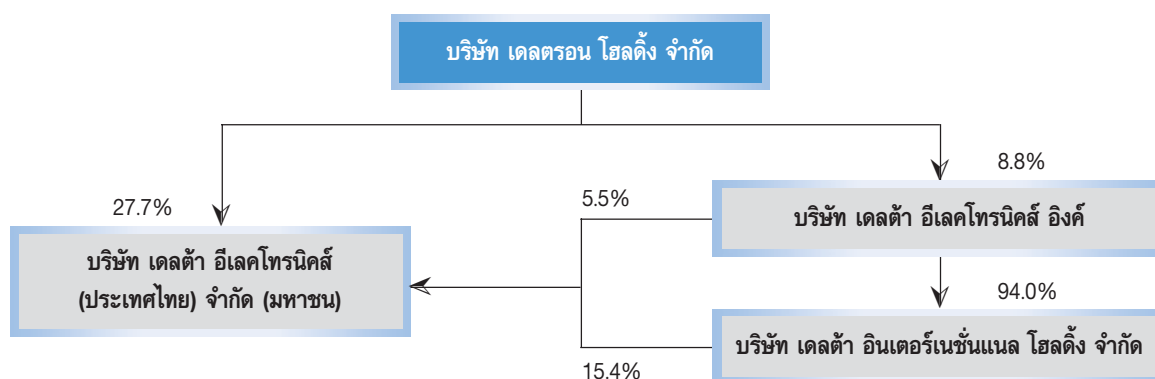 บริษัท เดลตรอน โฮลดิ้ง จำกัด
8.8%
27.7%
5.5%
บริษัท เดลต้า อีเลคโทรนิคส์ อิงค์
บริษัท เดลต้า อีเลคโทรนิคส์
(ประเทศไทย) จำกัด (มหาชน)
94.0%
บริษัท เดลต้า อินเตอร์เนชั่นแนล โฮลดิ้ง จำกัด
15.4%